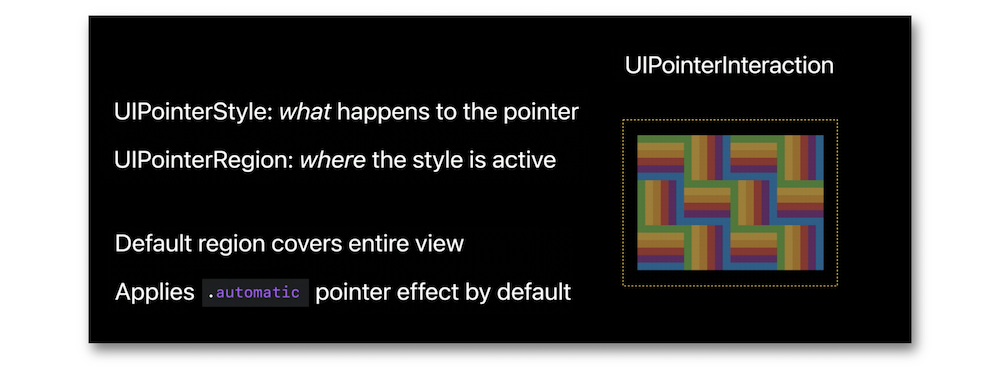 UIPointerInteraction
UIPointerStyle: what happens to the pointer
UIPointerRegion: where the style is active
Default region covers entire view
Applies .automatic pointer effect by default